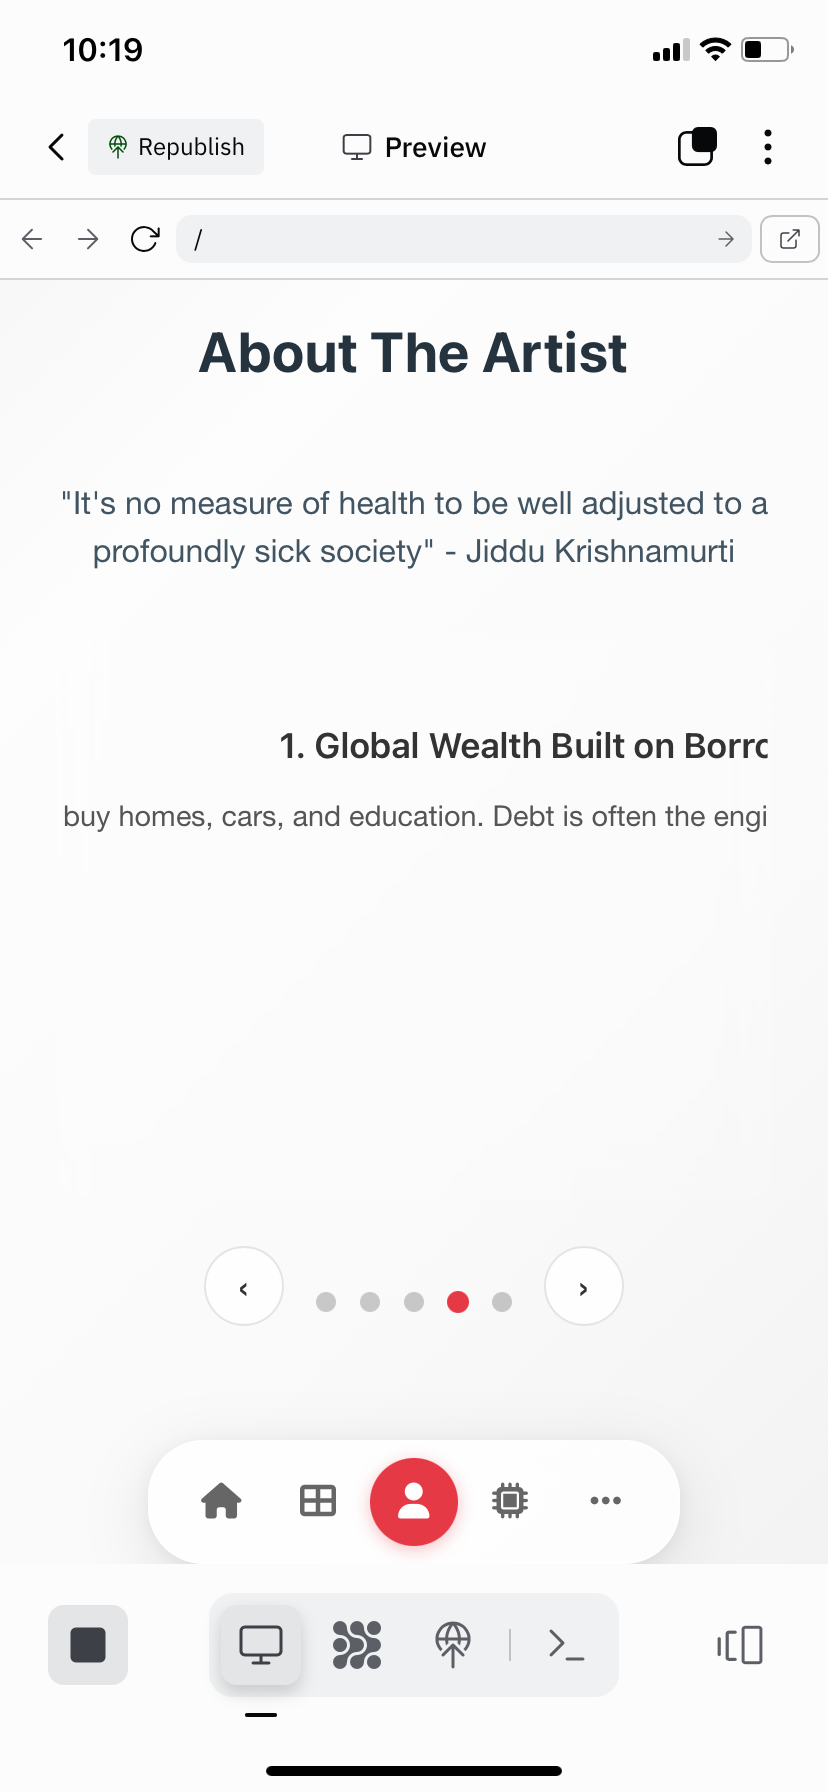 10:19
Republish
Preview
/
About The Artist
"It's no measure of health to be well adjusted to a
profoundly sick society" - Jiddu Krishnamurti
1. Global Wealth Built on Borro
buy homes, cars, and education. Debt is often the engi